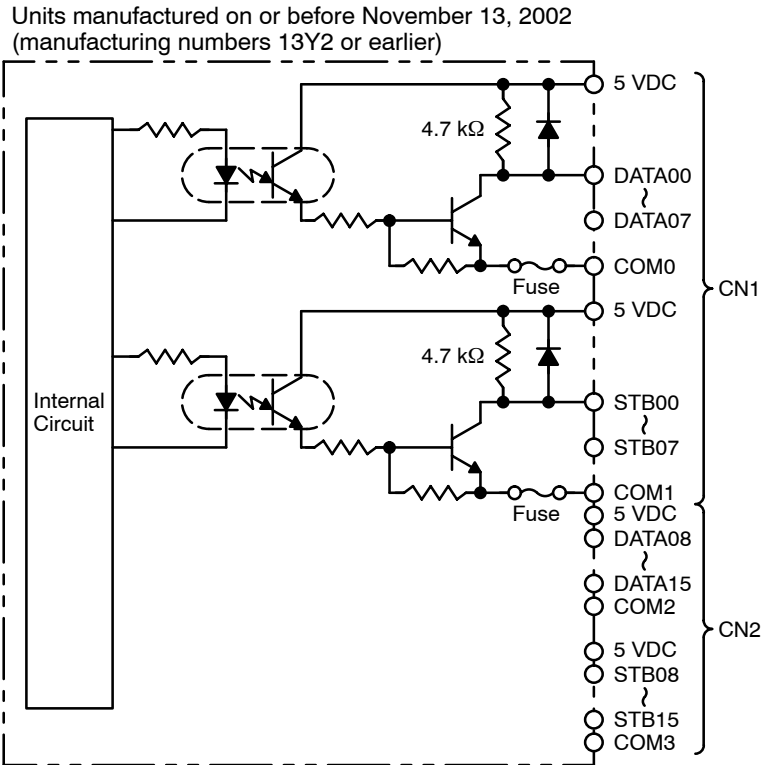 Units manufactured on or before November 13, 2002
(manufacturing numbers 13Y2 or earlier)
5 VDC
4.7 kΩ
DATA00
~
DATA07
COM0
Fuse
CN1
5 VDC
4.7 kΩ
Internal
Circuit
STB00
~
STB07
COM1
Fuse
5 VDC
DATA08
~
DATA15
COM2
CN2
5 VDC
STB08
~
STB15
COM3